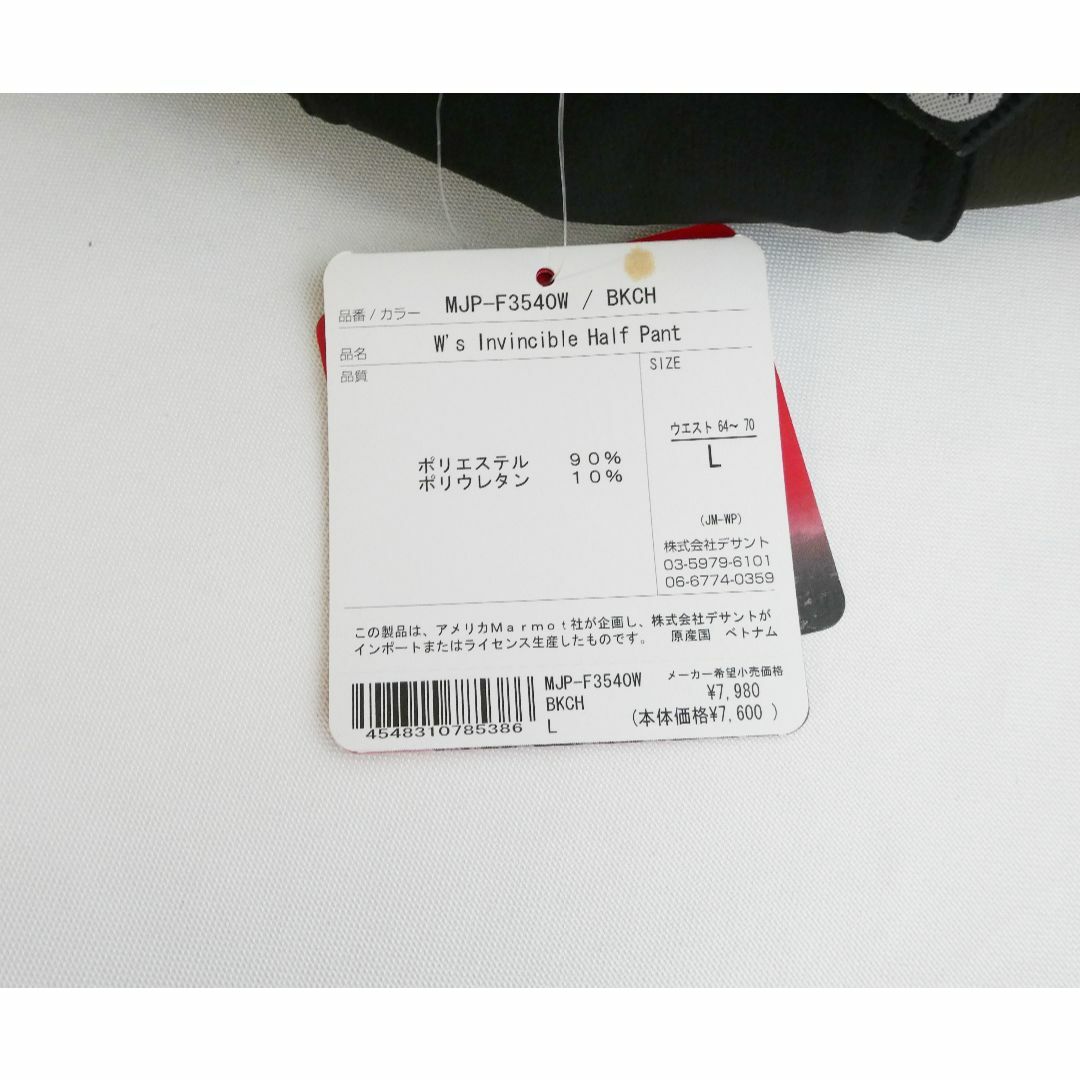 品番 / カラー MJP-F3540W / BKCH
品名 W's Invincible Half Pant
品質
SIZE
ポリエステル 90%
ポリウレタン 10%
ウエスト 64～ 70
L
(JM-WP)
株式会社デサント
03-5979-6101
06-6774-0359
この製品は、アメリカMarmot社が企画し、株式会社デサントが
インポートまたはライセンス生産したものです。 原産国 ベトナム
MJP-F3540W
BKCH
L
メーカー希望小売価格
¥7,980
(本体価格¥7,600 )
4548310785386